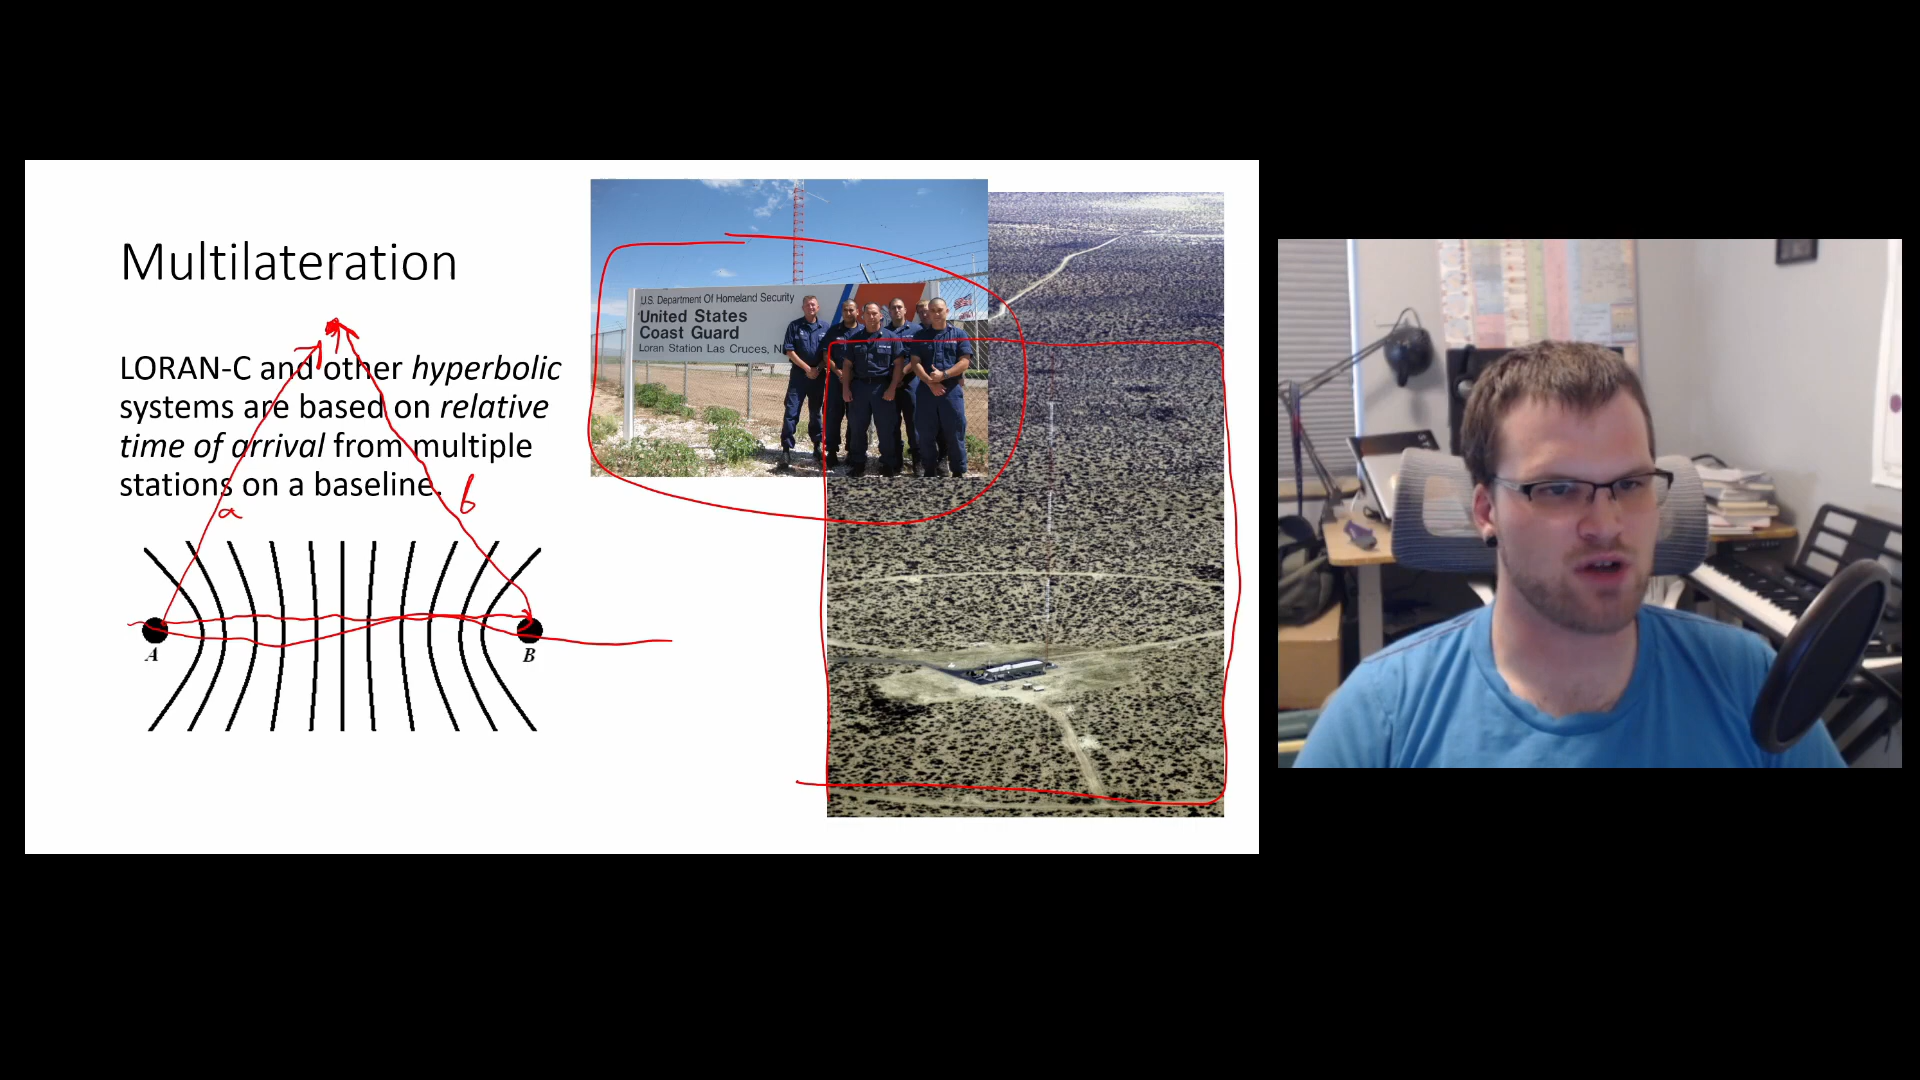 Multilateration
LORAN-C and other hyperbolic
systems are based on relative
time of arrival from multiple
stations on a baseline.
a
b
A
B
U.S. Department Of Homeland Security
United States
Coast Guard
Loran Station Las Cruces, N